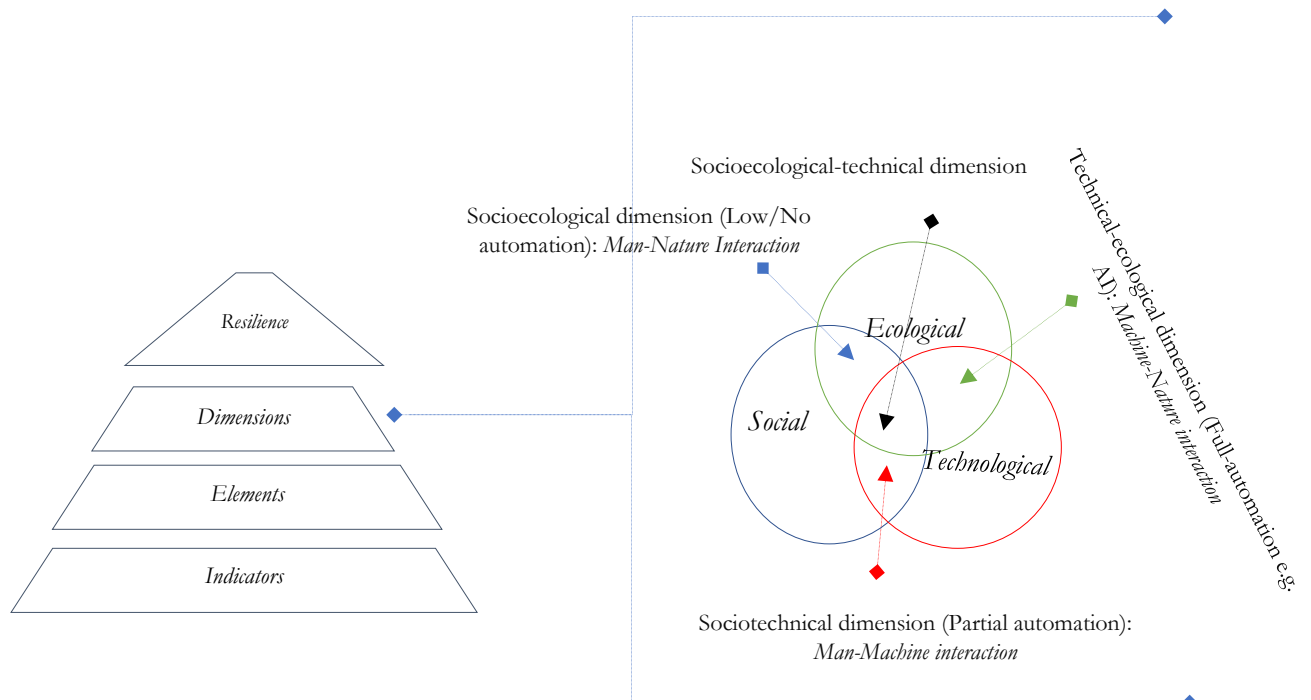 Socioecological-technical dimension
Socioecological dimension (Low/No
automation): Man-Nature Interaction
Technical-ecological dimension (Full-automation e.g.
AI): Machine-Nature interaction
Resilience
Dimensions
Elements
Indicators
Ecological
Social
Technological
Sociotechnical dimension (Partial automation):
Man-Machine interaction